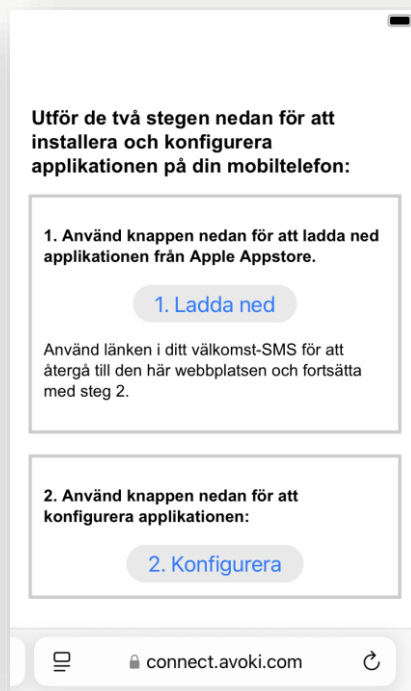 Utför de två stegen nedan för att
installera och konfigurera
applikationen på din mobiltelefon:
1. Använd knappen nedan för att ladda ned
applikationen från Apple Appstore.
1. Ladda ned
Använd länken i ditt välkomst-SMS för att
återgå till den här webbplatsen och fortsätta
med steg 2.
2. Använd knappen nedan för att
konfigurera applikationen:
2. Konfigurera
connect.avoki.com